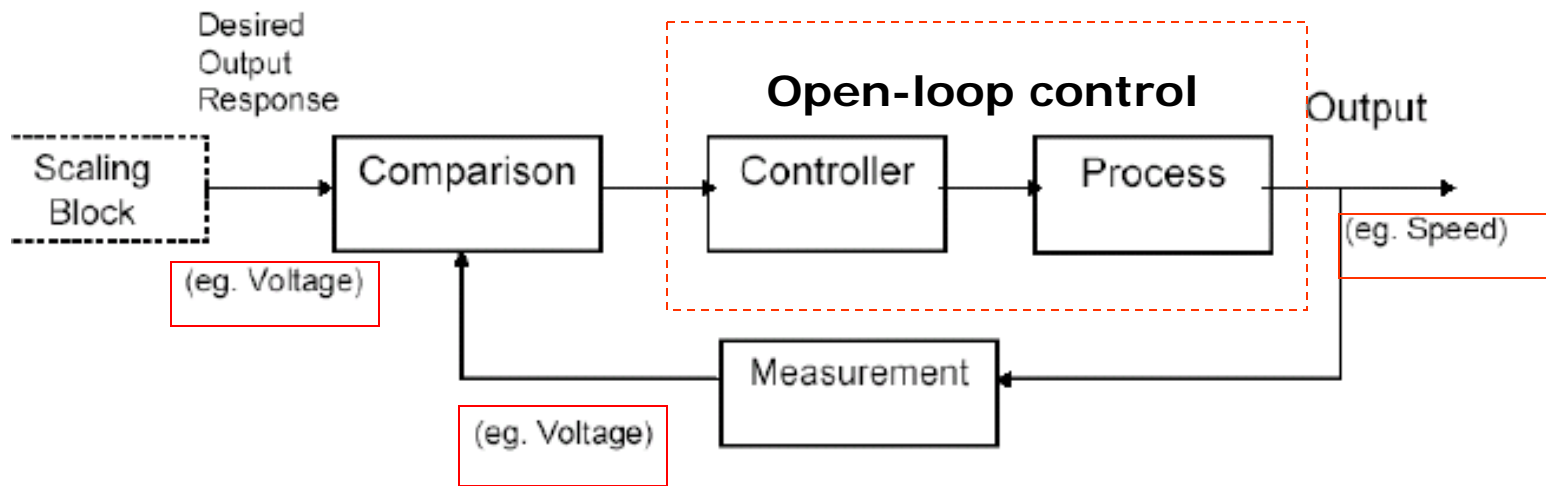 Desired
Output
Response
Open-loop control
Output
Scaling
Block
Comparison
Controller
Process
(eg. Speed)
(eg. Voltage)
Measurement
(eg. Voltage)